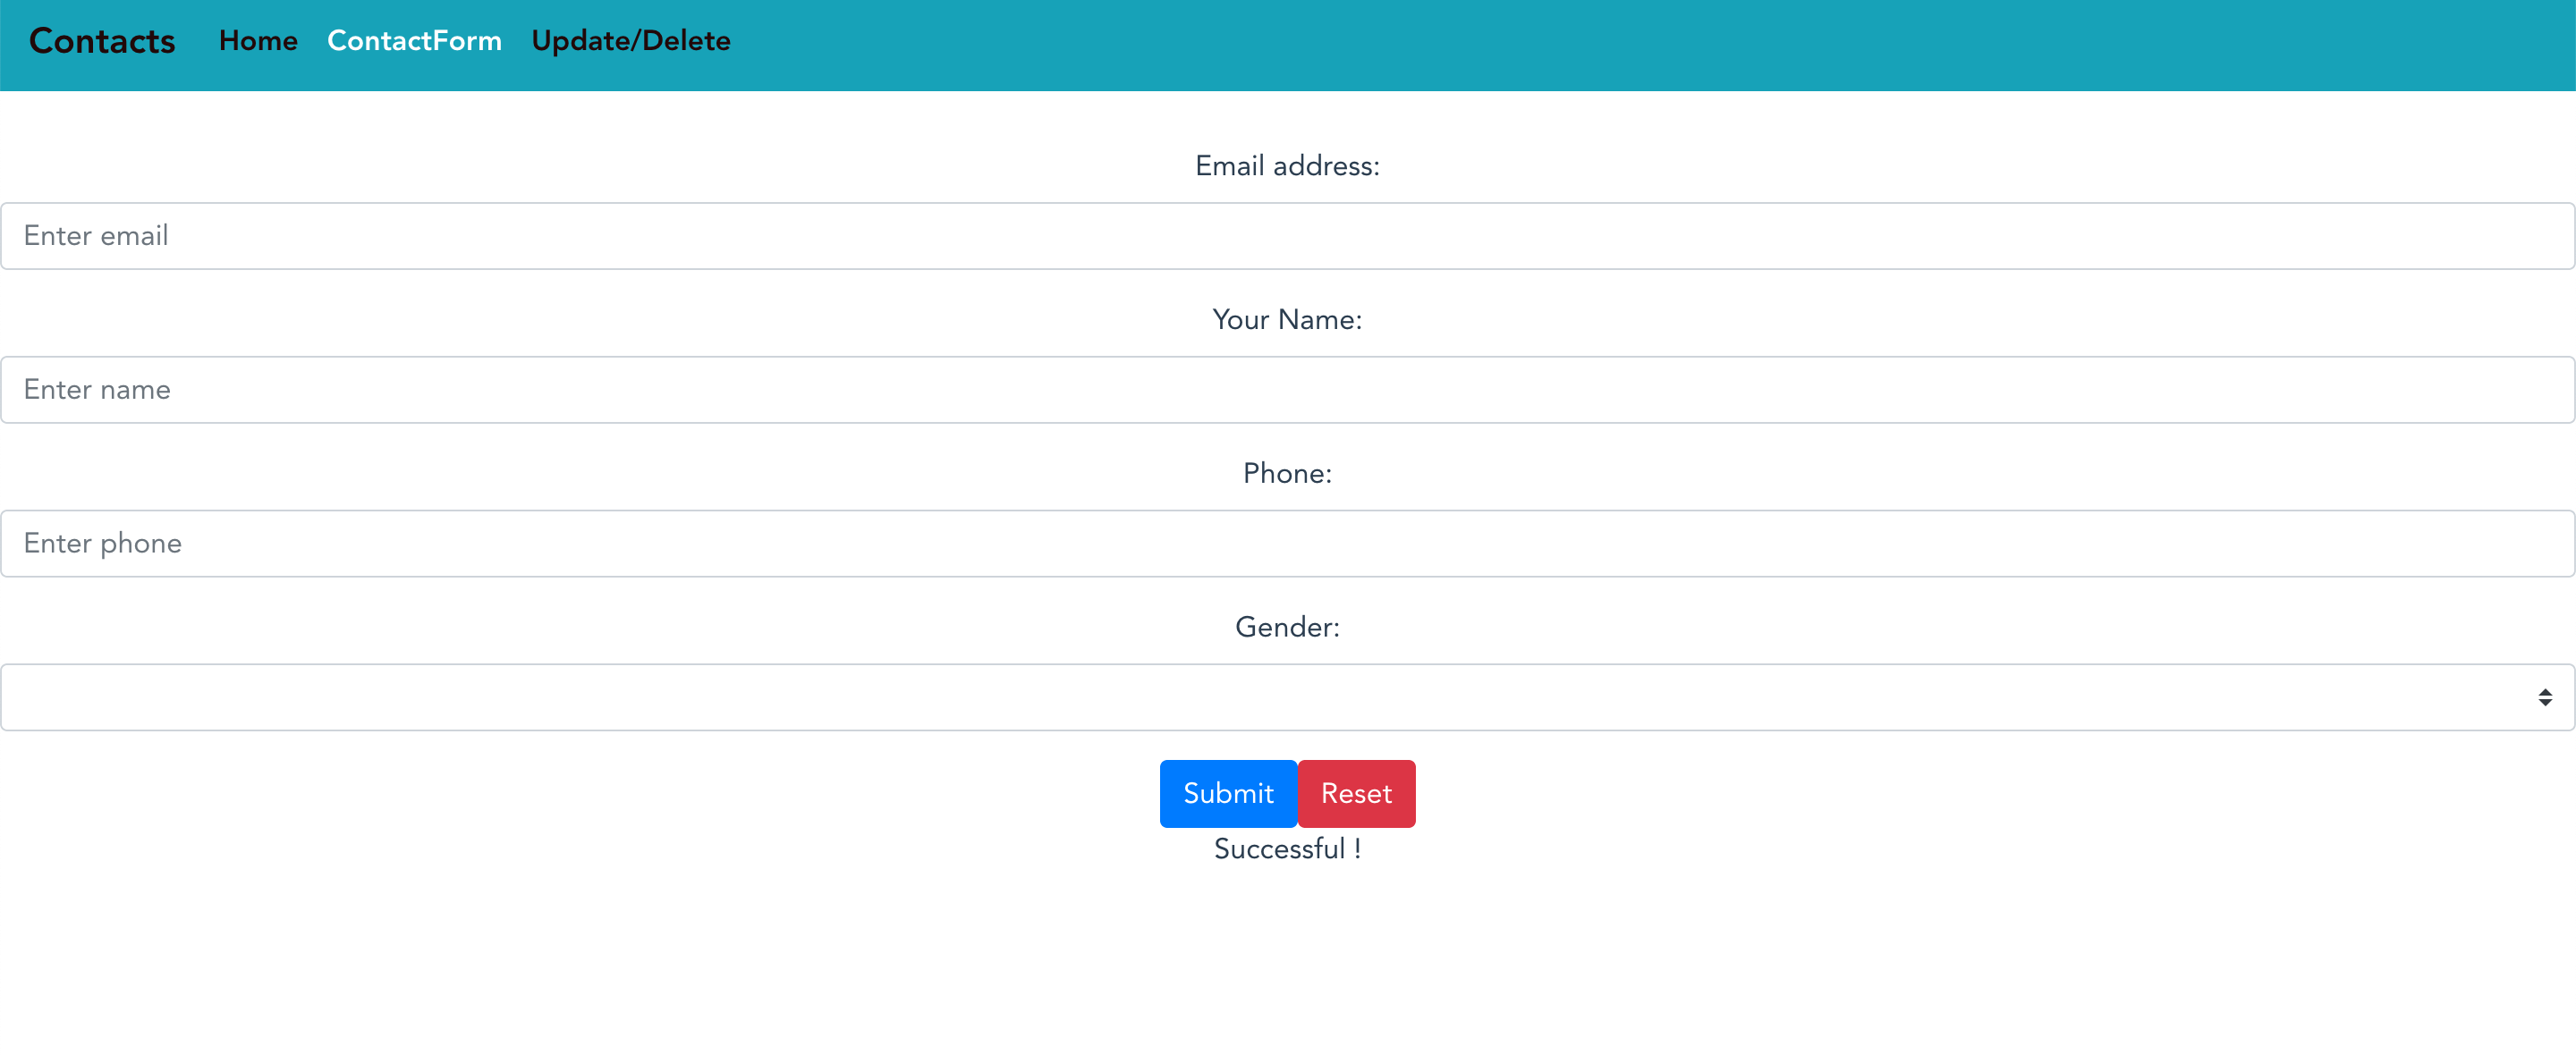 Contacts Home ContactForm Update/Delete
Email address:
Enter email
Your Name:
Enter name
Phone:
Enter phone
Gender:
Submit Reset
Successful !